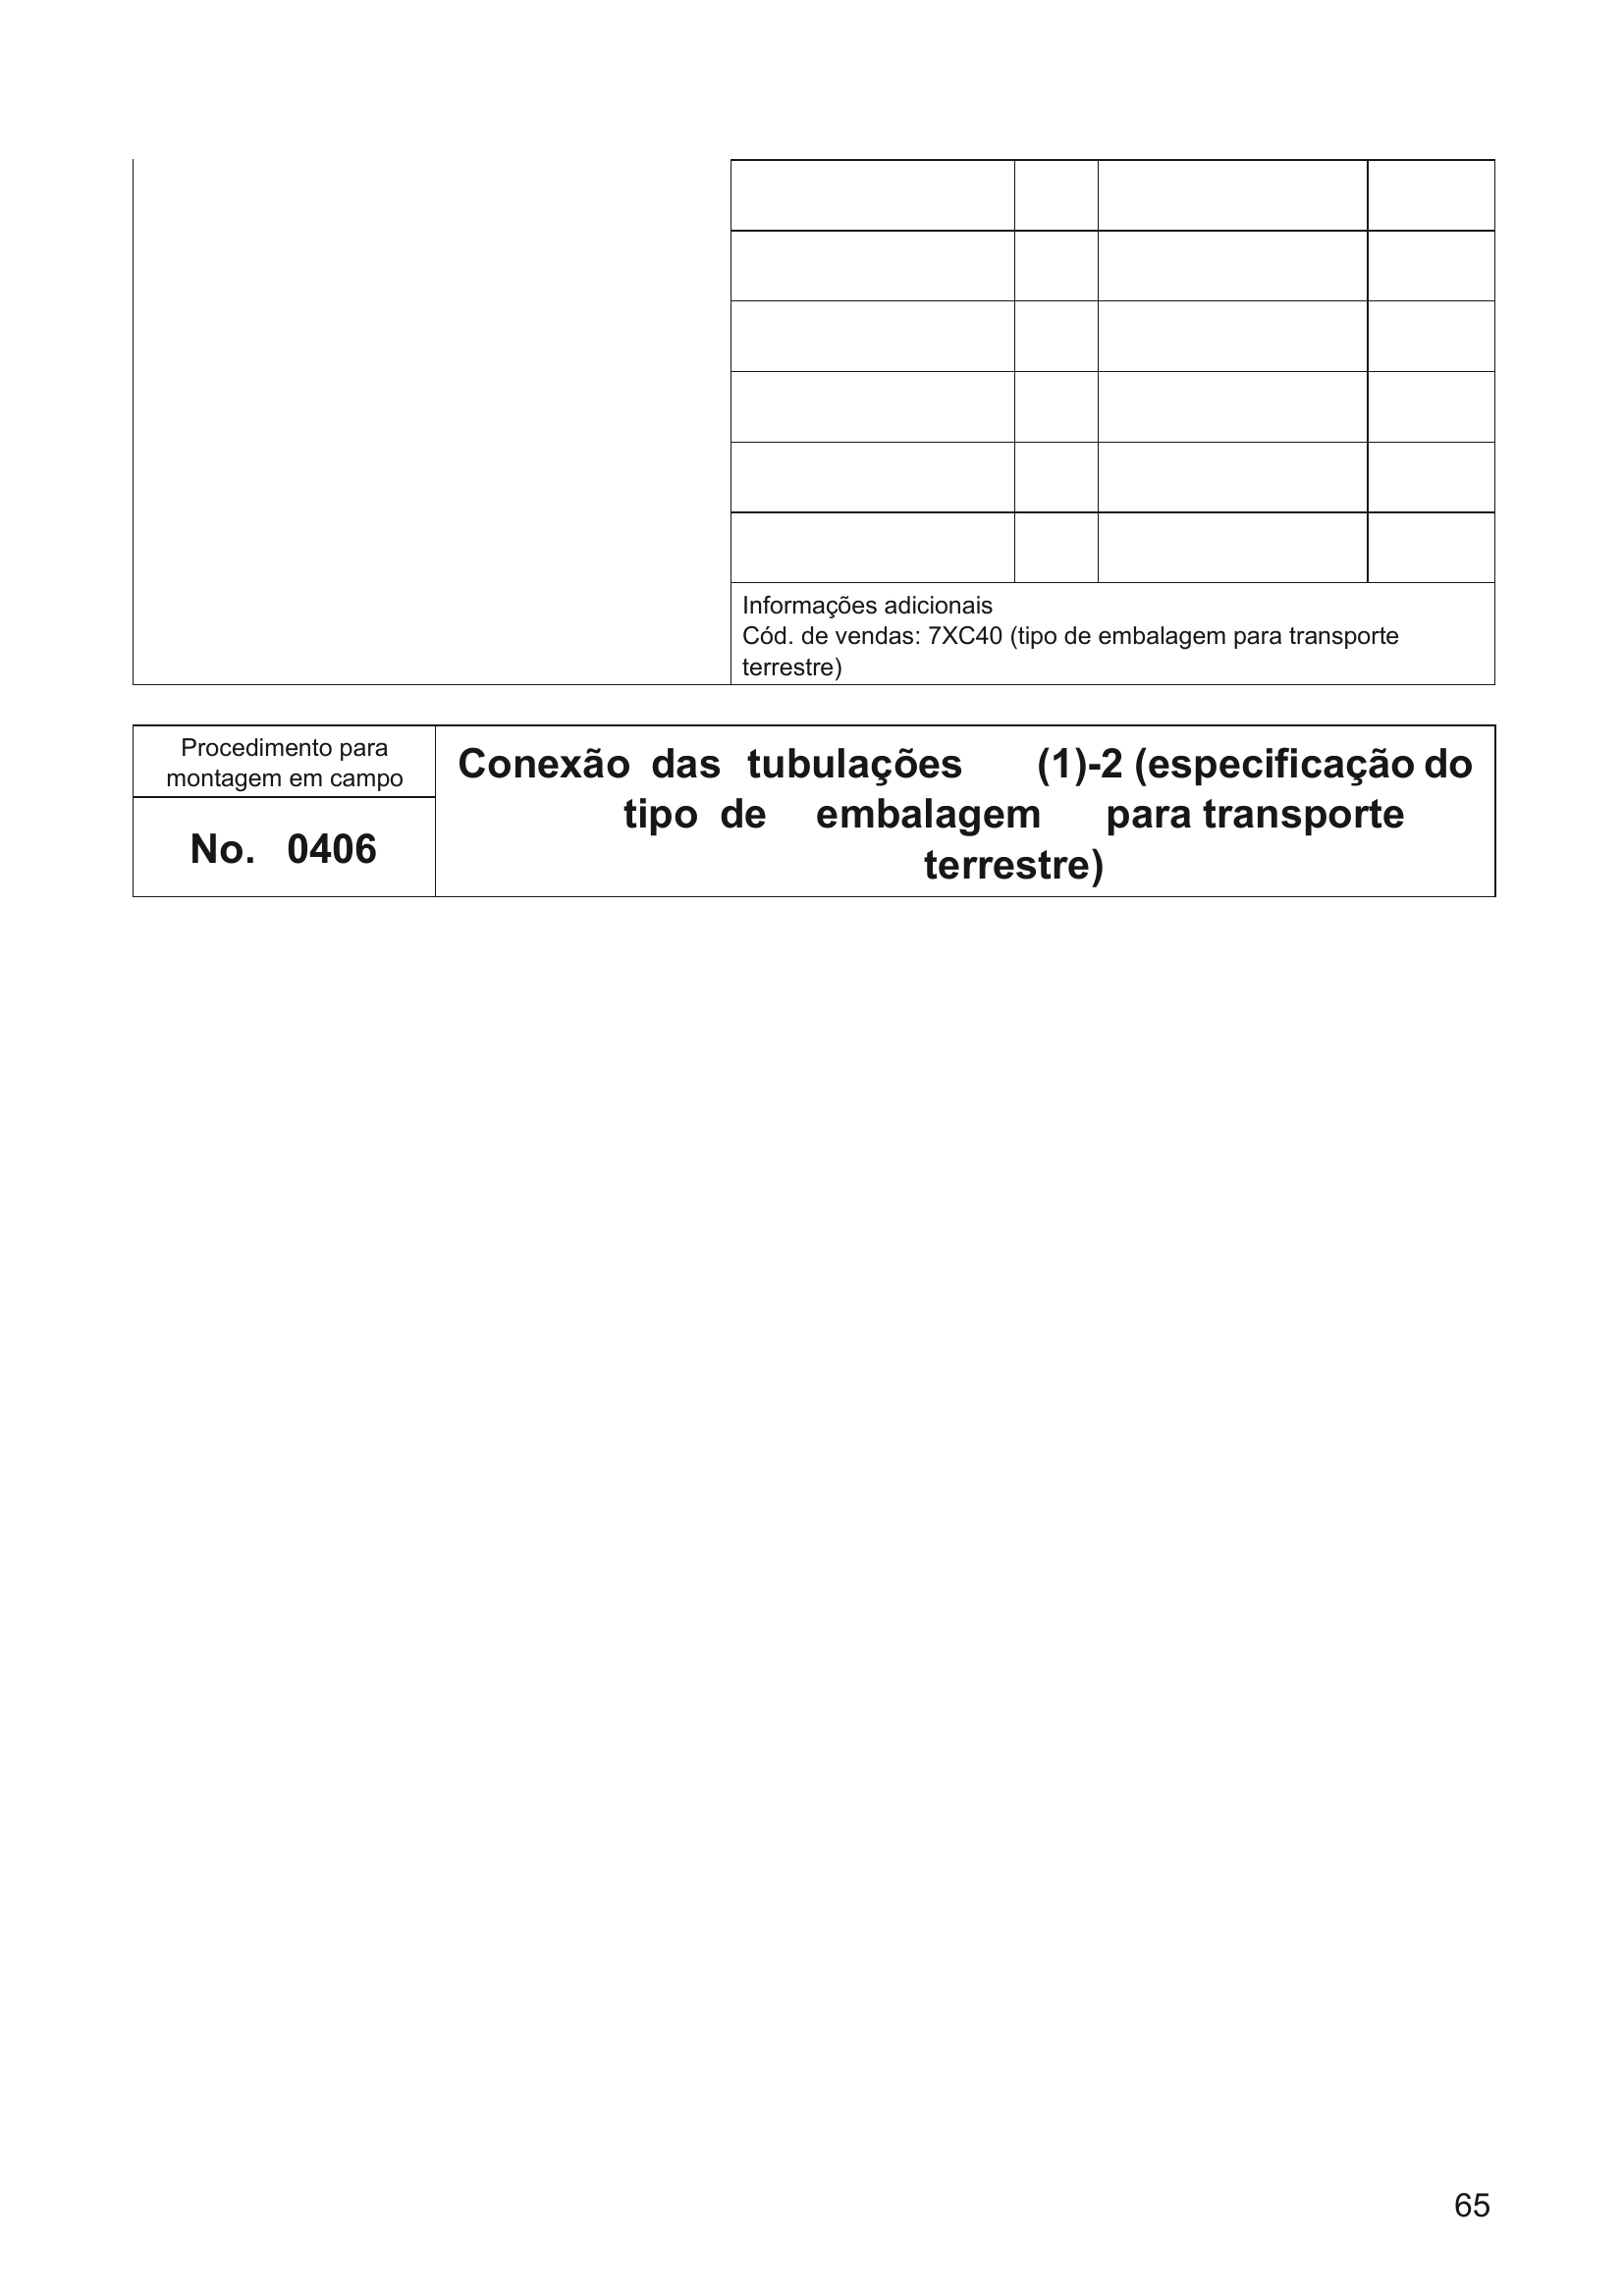 Informações adicionais
Cód. de vendas: 7XC40 (tipo de embalagem para transporte
terrestre)
Procedimento para
montagem em campo
No. 0406
Conexão das tubulações (1)-2 (especificação do
tipo de embalagem para transporte
terrestre)
65